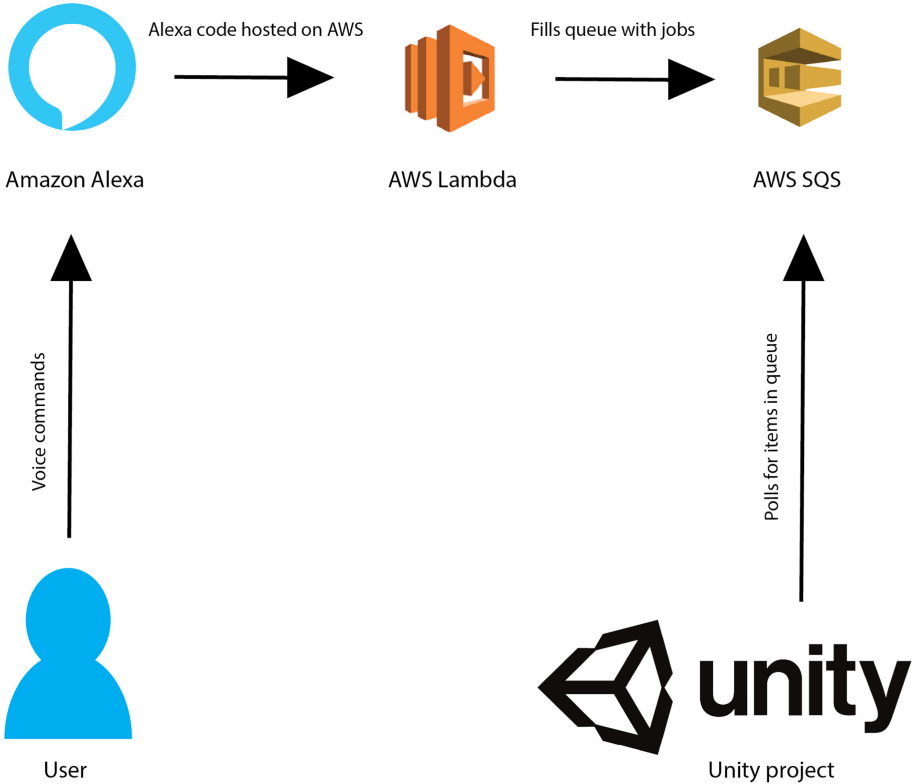 Alexa code hosted on AWS
Fills queue with jobs
Amazon Alexa
AWS Lambda
AWS SQS
Voice commands
Polls for items in queue
unity
User
Unity project